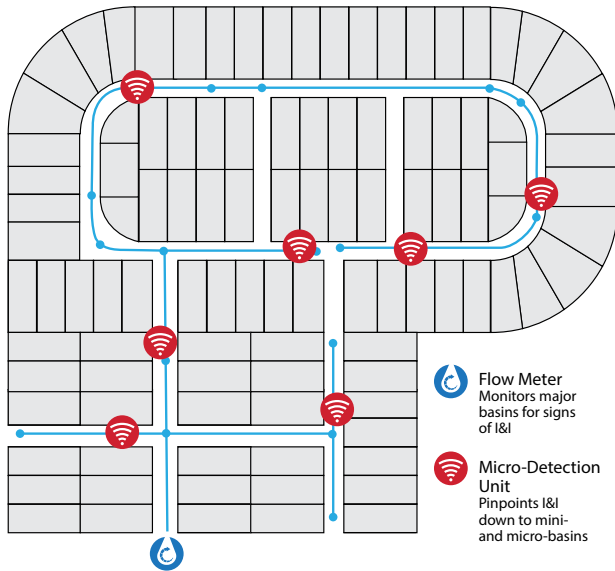 Flow Meter
Monitors major
basins for signs
of I&I
Micro-Detection
Unit
Pinpoints I&I
down to mini-
and micro-basins